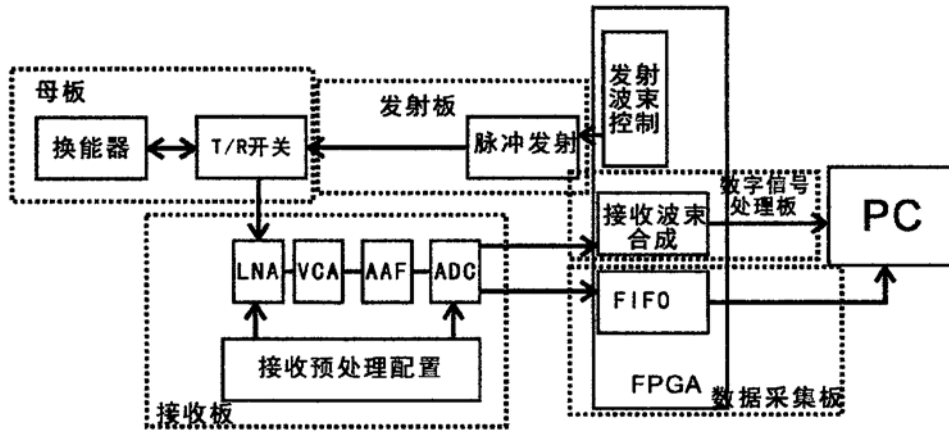 母板
换能器
T/R开关
发射板
脉冲发射
发射
波束
控制
数字信号
处理板
接收波束
合成
PC
LNA
VCA
AAF
ADC
FIFO
接收预处理配置
接收板
FPGA
数据采集板